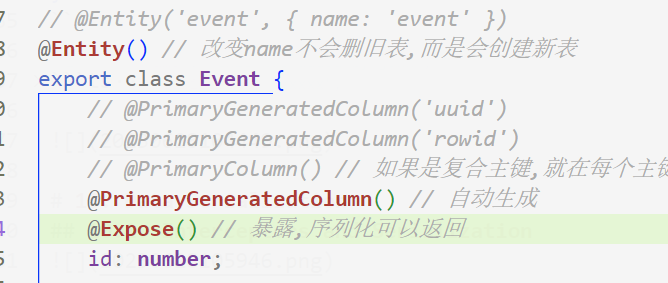 7 // @Entity('event', { name: 'event' })
8 @Entity() // 改变name不会删旧表,而是会创建新表
9 export class Event {
0 // @PrimaryGeneratedColumn('uuid')
1 // @PrimaryGeneratedColumn('rowid')
2 // @PrimaryColumn() // 如果是复合主键,就在每个主键
3 @PrimaryGeneratedColumn() // 自动生成
4 @Expose() // 暴露,序列化可以返回
5 id: number;